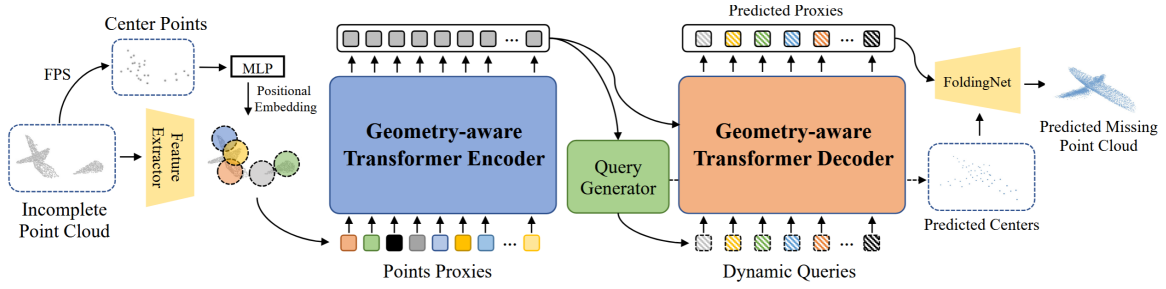 Center Points
FPS
MLP
Positional
Embedding
Feature
Extractor
Incomplete
Point Cloud
...
Geometry-aware
Transformer Encoder
...
Points Proxies
Query
Generator
Predicted Proxies
...
Geometry-aware
Transformer Decoder
...
Dynamic Queries
FoldingNet
Predicted Missing
Point Cloud
Predicted Centers